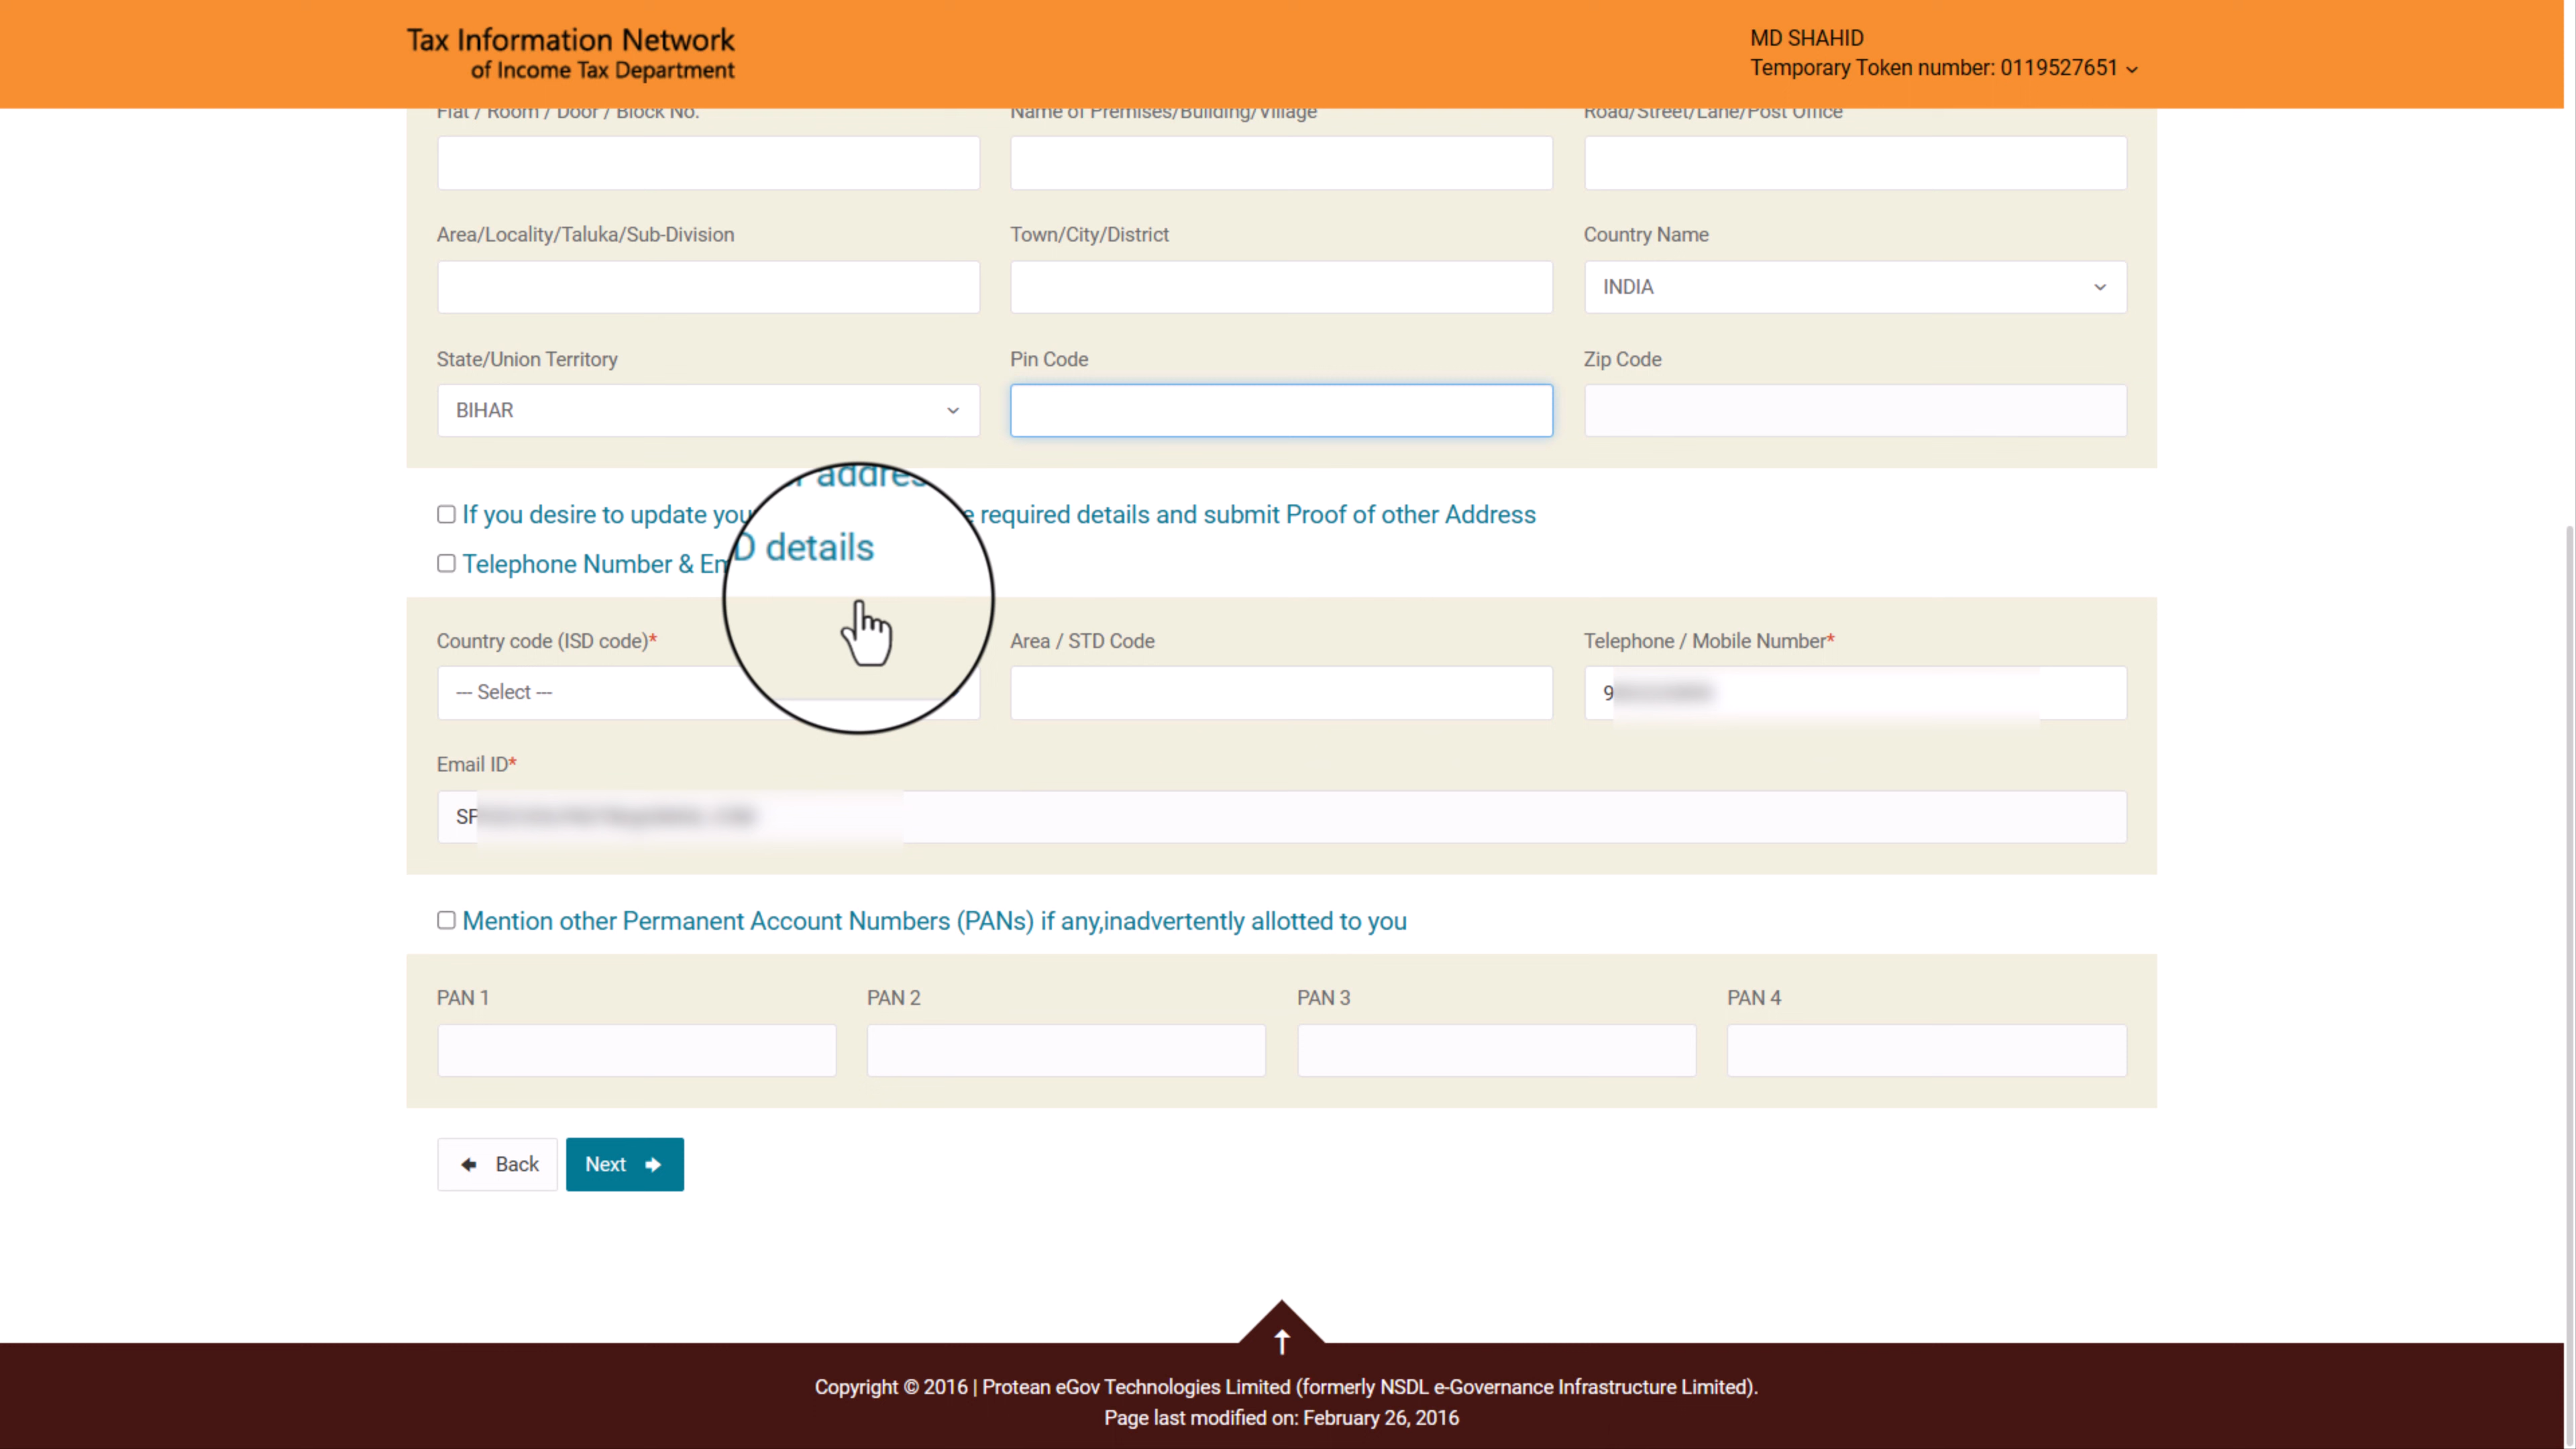 Tax Information Network
of Income Tax Department
MD SHAHID
Temporary Token number: 0119527651
Flat / Room / Door / Block No.
Name of Premises/Building/Village
Road/Street/Lane/Post Office
Area/Locality/Taluka/Sub-Division
Town/City/District
Country Name
INDIA
State/Union Territory
Pin Code
Zip Code
BIHAR
If you desire to update you addres e required details and submit Proof of other Address
Telephone Number & Em D details
Country code (ISD code)*
Area / STD Code
Telephone / Mobile Number*
--- Select ---
9
Email ID*
SF
Mention other Permanent Account Numbers (PANs) if any,inadvertently allotted to you
PAN 1
PAN 2
PAN 3
PAN 4
Back
Next
Copyright © 2016 | Protean eGov Technologies Limited (formerly NSDL e-Governance Infrastructure Limited).
Page last modified on: February 26, 2016